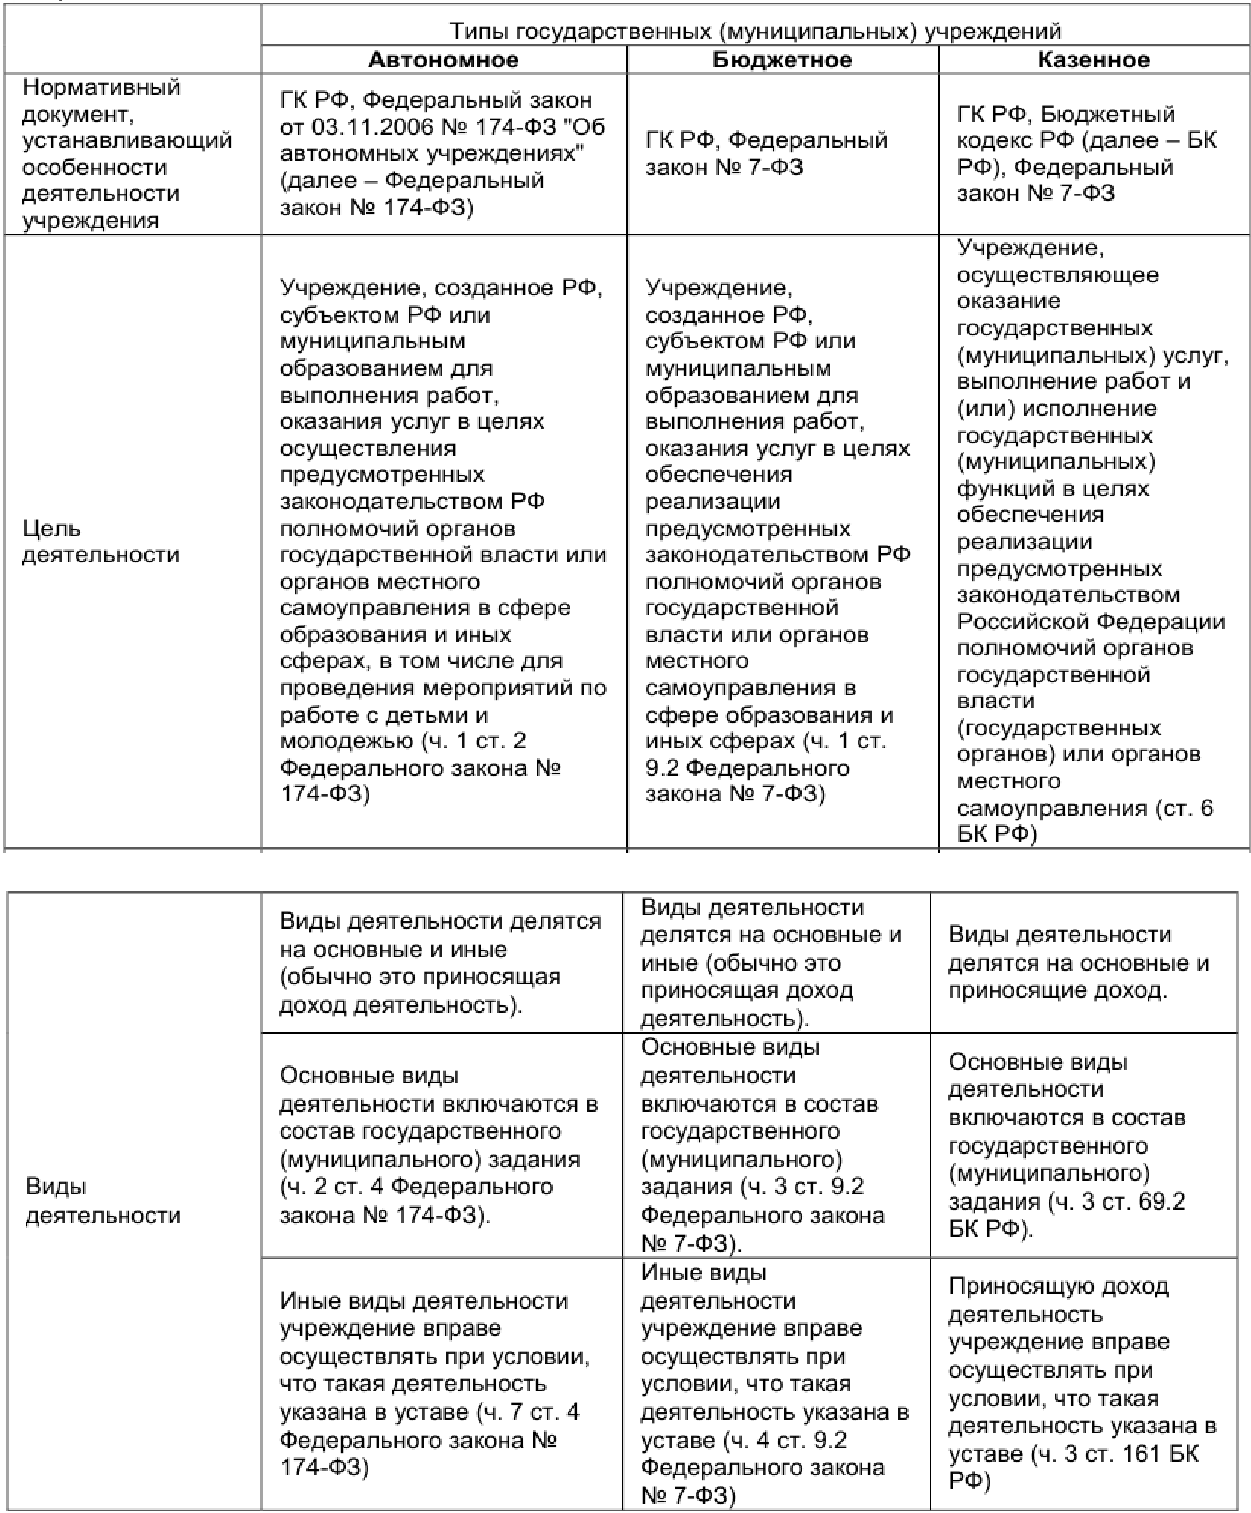 Типы государственных (муниципальных) учреждений
Автономное
Бюджетное
Казенное
Нормативный
документ,
устанавливающий
особенности
деятельности
учреждения
ГК РФ, Федеральный закон
от 03.11.2006 № 174-ФЗ "Об
автономных учреждениях"
(далее – Федеральный
закон № 174-ФЗ)
ГК РФ, Федеральный
закон № 7-ФЗ
ГК РФ, Бюджетный
кодекс РФ (далее – БК
РФ), Федеральный
закон № 7-ФЗ
Цель
деятельности
Учреждение, созданное РФ,
субъектом РФ или
муниципальным
образованием для
выполнения работ,
оказания услуг в целях
осуществления
предусмотренных
законодательством РФ
полномочий органов
государственной власти или
органов местного
самоуправления в сфере
образования и иных
сферах, в том числе для
проведения мероприятий по
работе с детьми и
молодежью (ч. 1 ст. 2
Федерального закона №
174-ФЗ)
Учреждение,
созданное РФ,
субъектом РФ или
муниципальным
образованием для
выполнения работ,
оказания услуг в целях
обеспечения
реализации
предусмотренных
законодательством РФ
полномочий органов
государственной
власти или органов
местного
самоуправления в
сфере образования и
иных сферах (ч. 1 ст.
9.2 Федерального
закона № 7-ФЗ)
Учреждение,
осуществляющее
оказание
государственных
(муниципальных) услуг,
выполнение работ и
(или) исполнение
государственных
(муниципальных)
функций в целях
обеспечения
реализации
предусмотренных
законодательством
Российской Федерации
полномочий органов
государственной
власти
(государственных
органов) или органов
местного
самоуправления (ст. 6
БК РФ)
Виды
деятельности
Виды деятельности делятся
на основные и иные
(обычно это приносящая
доход деятельность).
Виды деятельности
делятся на основные и
иные (обычно это
приносящая доход
деятельность).
Виды деятельности
делятся на основные и
приносящие доход.
Основные виды
деятельности включаются в
состав государственного
(муниципального) задания
(ч. 2 ст. 4 Федерального
закона № 174-ФЗ).
Основные виды
деятельности
включаются в состав
государственного
(муниципального)
задания (ч. 3 ст. 9.2
Федерального закона
№ 7-ФЗ).
Основные виды
деятельности
включаются в состав
государственного
(муниципального)
задания (ч. 3 ст. 69.2
БК РФ).
Иные виды деятельности
учреждение вправе
осуществлять при условии,
что такая деятельность
указана в уставе (ч. 7 ст. 4
Федерального закона №
174-ФЗ)
Иные виды
деятельности
учреждение вправе
осуществлять при
условии, что такая
деятельность указана в
уставе (ч. 4 ст. 9.2
Федерального закона
№ 7-ФЗ)
Приносящую доход
деятельность
учреждение вправе
осуществлять при
условии, что такая
деятельность указана в
уставе (ч. 3 ст. 161 БК
РФ)